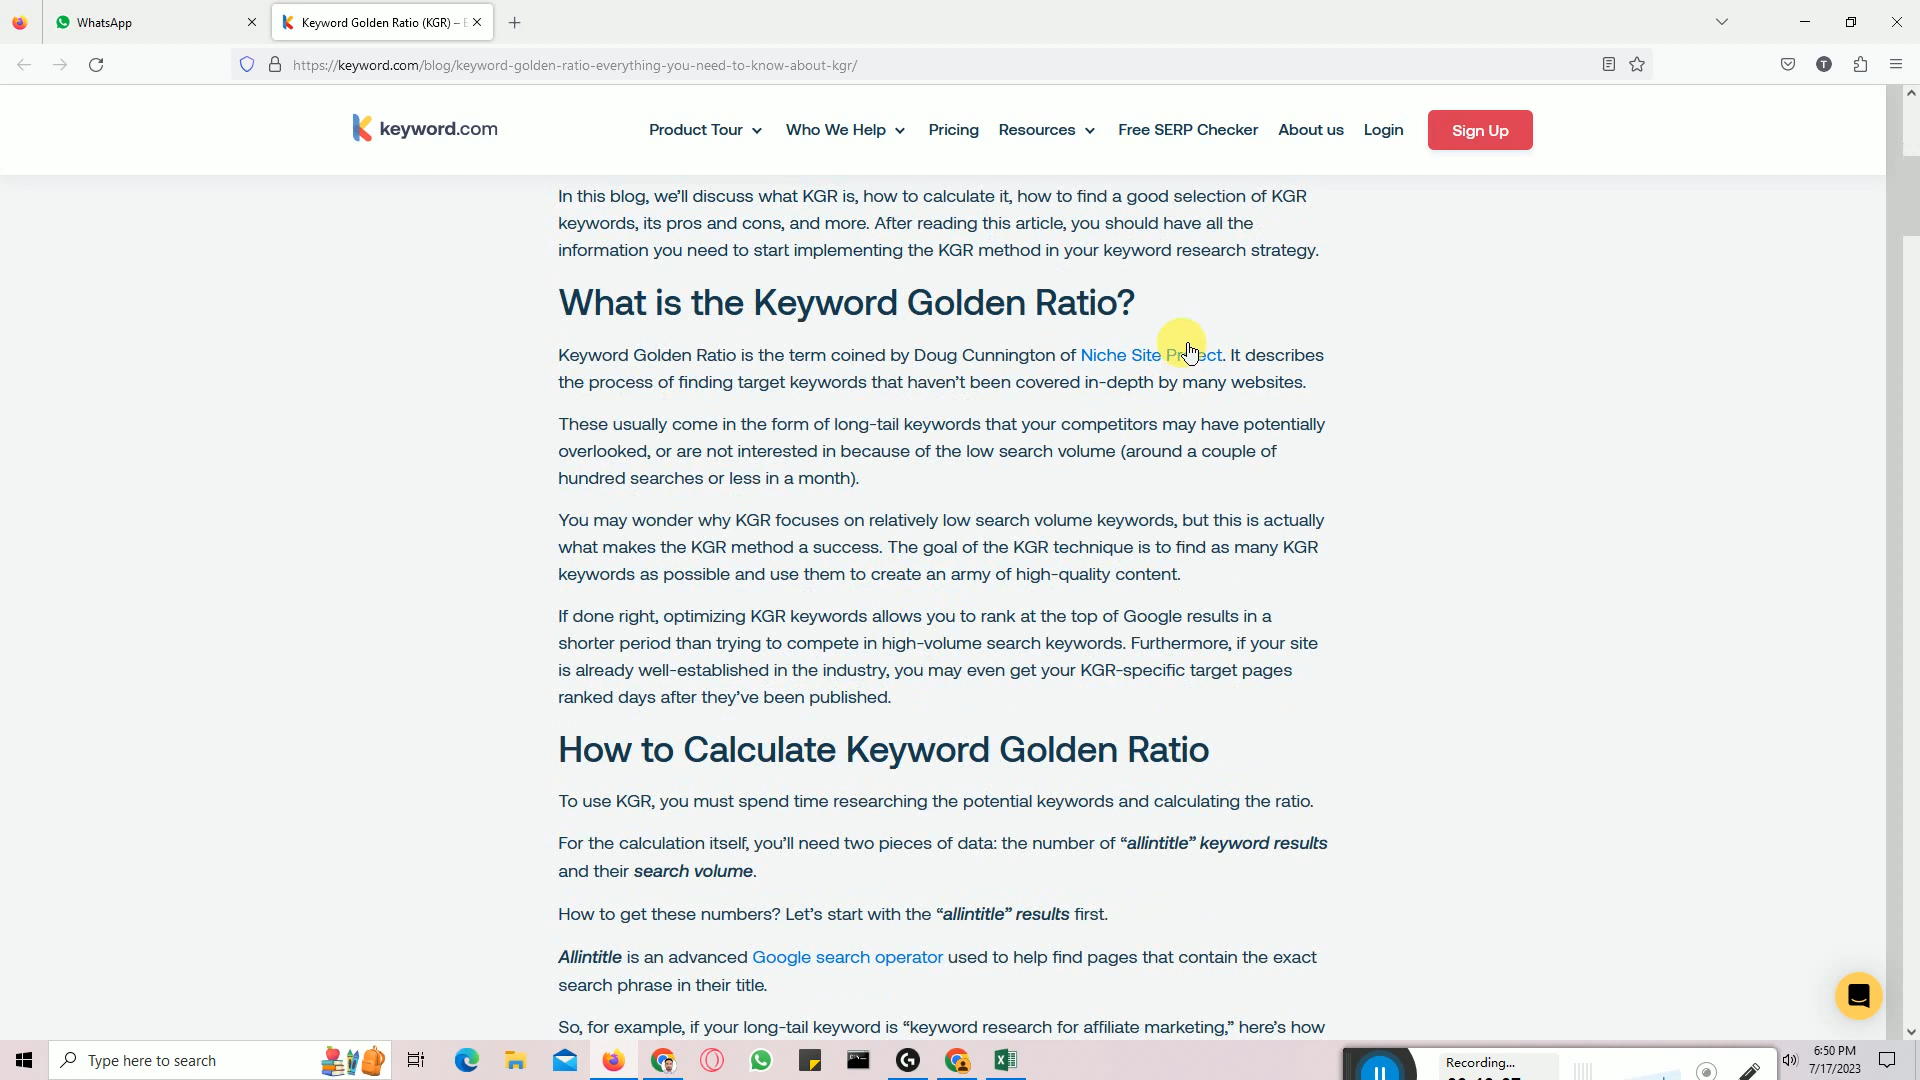 WhatsApp
Keyword Golden Ratio (KGR) –
https://keyword.com/blog/keyword-golden-ratio-everything-you-need-to-know-about-kgr/
T
keyword.com
Product Tour
Who We Help
Pricing
Resources
Free SERP Checker
About us
Login
Sign Up
In this blog, we'll discuss what KGR is, how to calculate it, how to find a good selection of KGR
keywords, its pros and cons, and more. After reading this article, you should have all the
information you need to start implementing the KGR method in your keyword research strategy.
What is the Keyword Golden Ratio?
Keyword Golden Ratio is the term coined by Doug Cunnington of Niche Site Project. It describes
the process of finding target keywords that haven't been covered in-depth by many websites.
These usually come in the form of long-tail keywords that your competitors may have potentially
overlooked, or are not interested in because of the low search volume (around a couple of
hundred searches or less in a month).
You may wonder why KGR focuses on relatively low search volume keywords, but this is actually
what makes the KGR method a success. The goal of the KGR technique is to find as many KGR
keywords as possible and use them to create an army of high-quality content.
If done right, optimizing KGR keywords allows you to rank at the top of Google results in a
shorter period than trying to compete in high-volume search keywords. Furthermore, if your site
is already well-established in the industry, you may even get your KGR-specific target pages
ranked days after they've been published.
How to Calculate Keyword Golden Ratio
To use KGR, you must spend time researching the potential keywords and calculating the ratio.
For the calculation itself, you'll need two pieces of data: the number of “allintitle” keyword results
and their search volume.
How to get these numbers? Let's start with the “allintitle” results first.
Allintitle is an advanced Google search operator used to help find pages that contain the exact
search phrase in their title.
So, for example, if your long-tail keyword is “keyword research for affiliate marketing,” here's how
Type here to search
Recording...
6:50 PM
7/17/2023